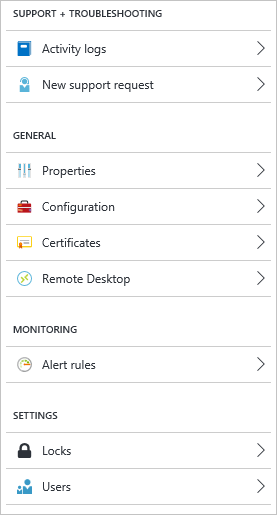 SUPPORT + TROUBLESHOOTING
Activity logs
New support request
GENERAL
Properties
Configuration
Certificates
Remote Desktop
MONITORING
Alert rules
SETTINGS
Locks
Users